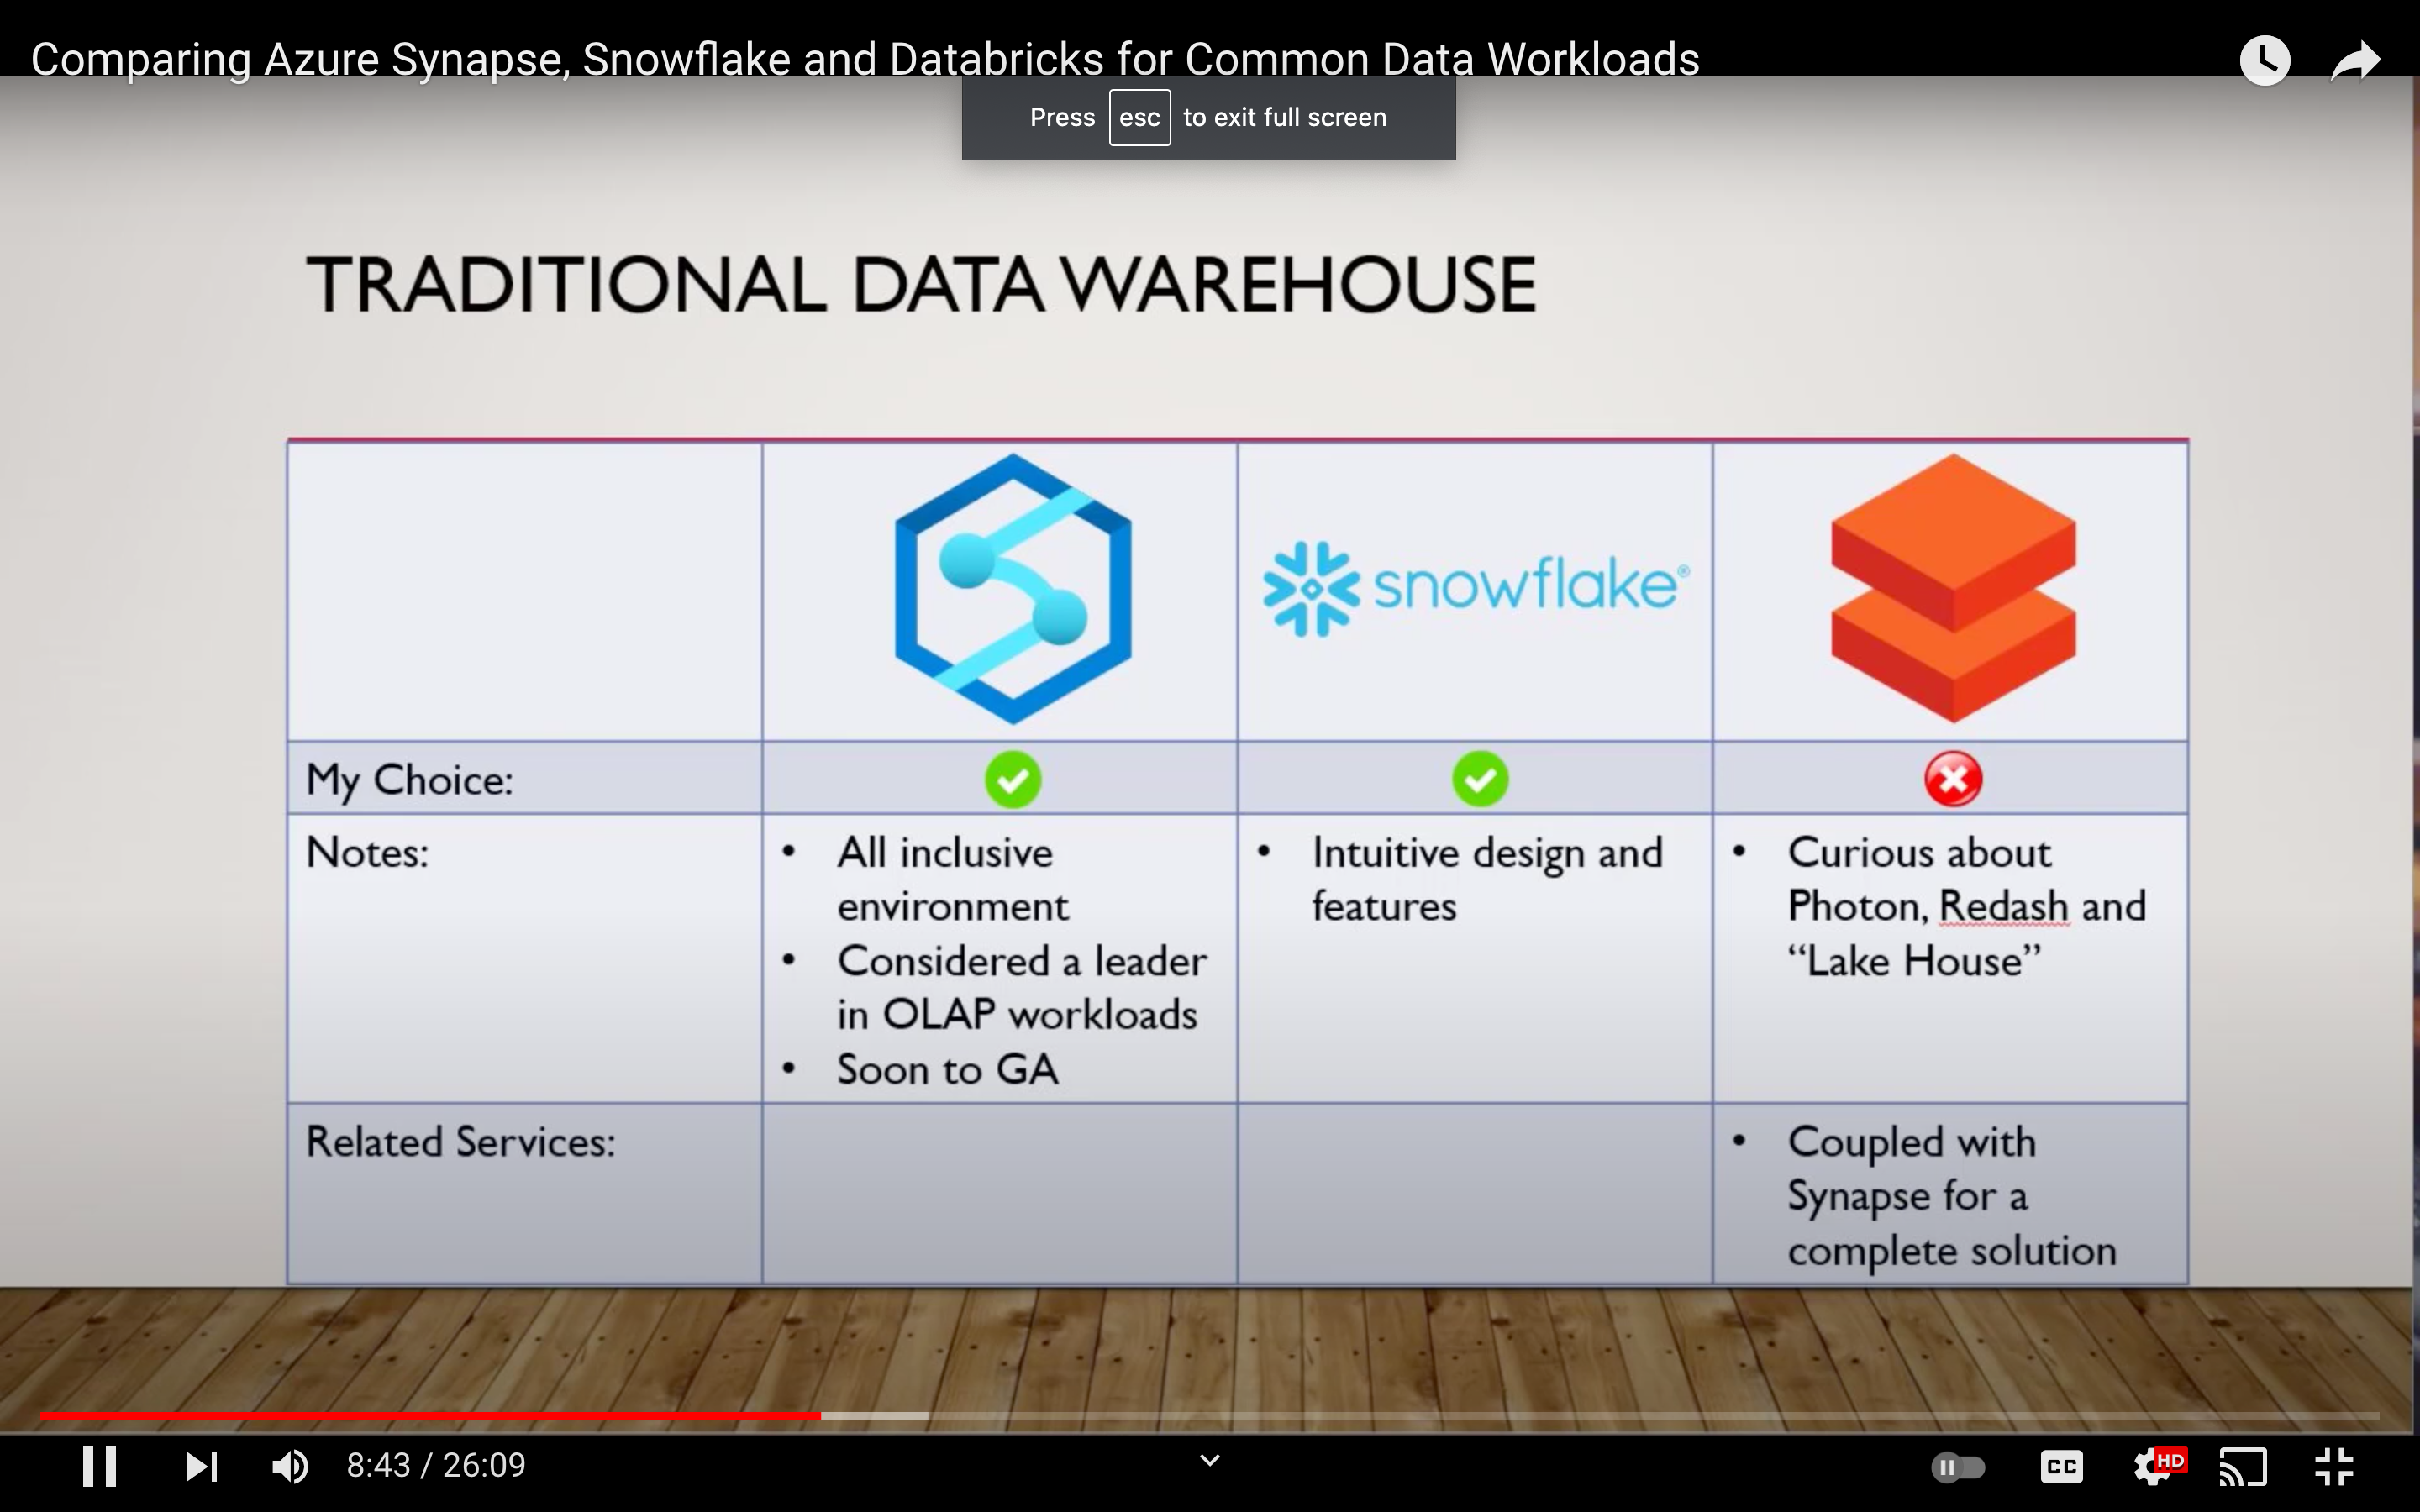 Comparing Azure Synapse, Snowflake and Databricks for Common Data Workloads
Press esc to exit full screen
TRADITIONAL DATA WAREHOUSE
snowflake®
My Choice:
Notes:
• All inclusive
environment
• Considered a leader
in OLAP workloads
• Soon to GA
• Intuitive design and
features
• Curious about
Photon, Redash and
“Lake House”
Related Services:
• Coupled with
Synapse for a
complete solution
8:43 / 26:09
CC
HD